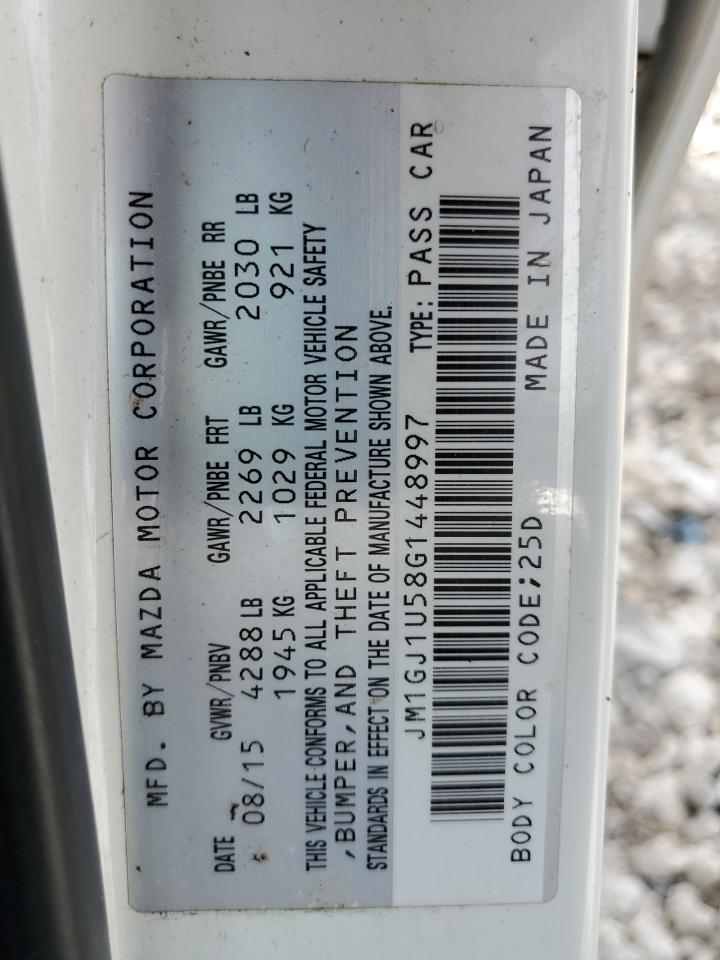 MFD. BY MAZDA MOTOR CORPORATION
DATE GVWR/PNBV GAWR/PNBE FRT GAWR/PNBE RR
08/15 4288 LB 2269 LB 2030 LB
1945 KG 1029 KG 921 KG
THIS VEHICLE CONFORMS TO ALL APPLICABLE FEDERAL MOTOR VEHICLE SAFETY
,BUMPER,AND THEFT PREVENTION
STANDARDS IN EFFECT ON THE DATE OF MANUFACTURE SHOWN ABOVE.
JM1GJ1U58G1448997 TYPE: PASS CAR
BODY COLOR CODE;25D MADE IN JAPAN